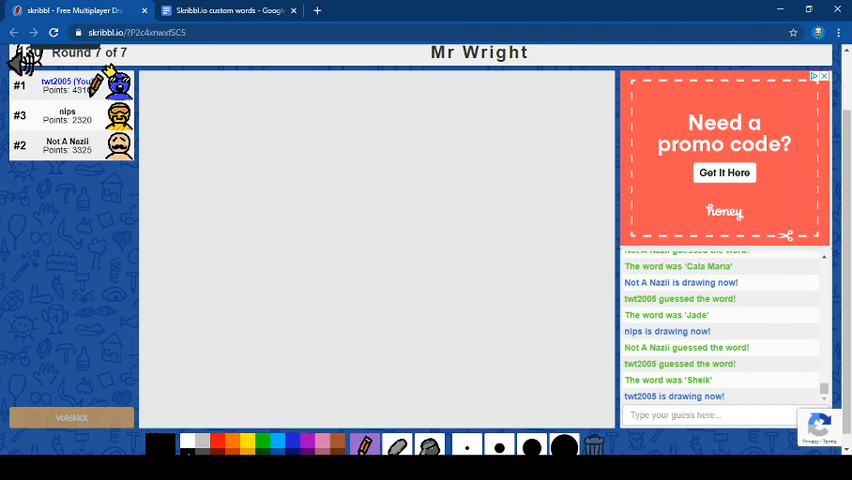 skribbl - Free Multiplayer Dra
Skribbl.io custom words - Googl
skribbl.io/?P2c4xnwxfSC5
Round 7 of 7
Mr Wright
#1
twt2005 (You)
Points: 4310
#3
nips
Points: 2320
#2
Not A Nazii
Points: 3325
Need a
promo code?
Get It Here
honey
Not A Nazii guessed the word!
The word was 'Cala Maria'
Not A Nazii is drawing now!
twt2005 guessed the word!
The word was 'Jade'
nips is drawing now!
Not A Nazii guessed the word!
twt2005 guessed the word!
The word was 'Sheik'
twt2005 is drawing now!
Votekick
Type your guess here...
Privacy - Terms